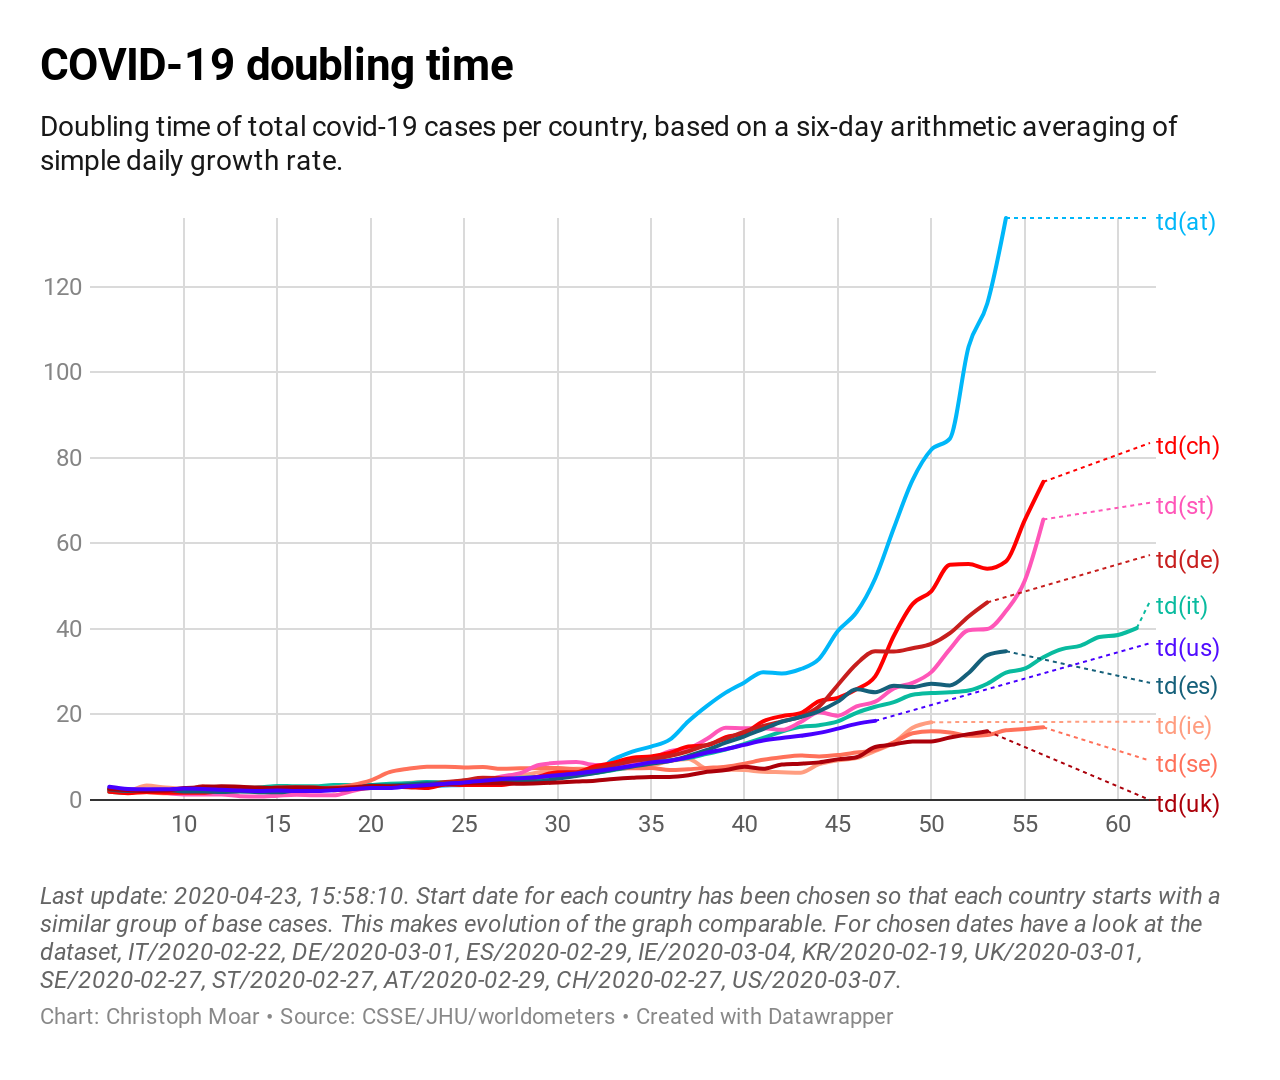 COVID-19 doubling time
Doubling time of total covid-19 cases per country, based on a six-day arithmetic averaging of
simple daily growth rate.
td(at)
120
100
td(ch)
80
td(st)
60
td(de)
td(it)
40
td(us)
td(es)
20
td(ie)
td(se)
0
td(uk)
10 15 20 25 30 35 40 45 50 55 60
Last update: 2020-04-23, 15:58:10. Start date for each country has been chosen so that each country starts with a
similar group of base cases. This makes evolution of the graph comparable. For chosen dates have a look at the
dataset, IT/2020-02-22, DE/2020-03-01, ES/2020-02-29, IE/2020-03-04, KR/2020-02-19, UK/2020-03-01,
SE/2020-02-27, ST/2020-02-27, AT/2020-02-29, CH/2020-02-27, US/2020-03-07.
Chart: Christoph Moar • Source: CSSE/JHU/worldometers • Created with Datawrapper